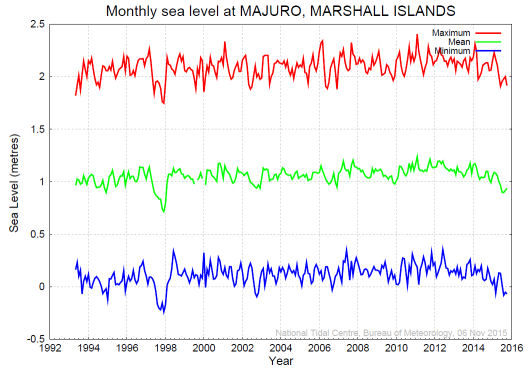 Monthly sea level at MAJURO, MARSHALL ISLANDS
Maximum
Mean
Minimum
Sea Level (metres)
2.5
2
1.5
1
0.5
0
-0.5
National Tidal Centre, Bureau of Meteorology, 06 Nov 2015
1992 1994 1996 1998 2000 2002 2004 2006 2008 2010 2012 2014 2016
Year